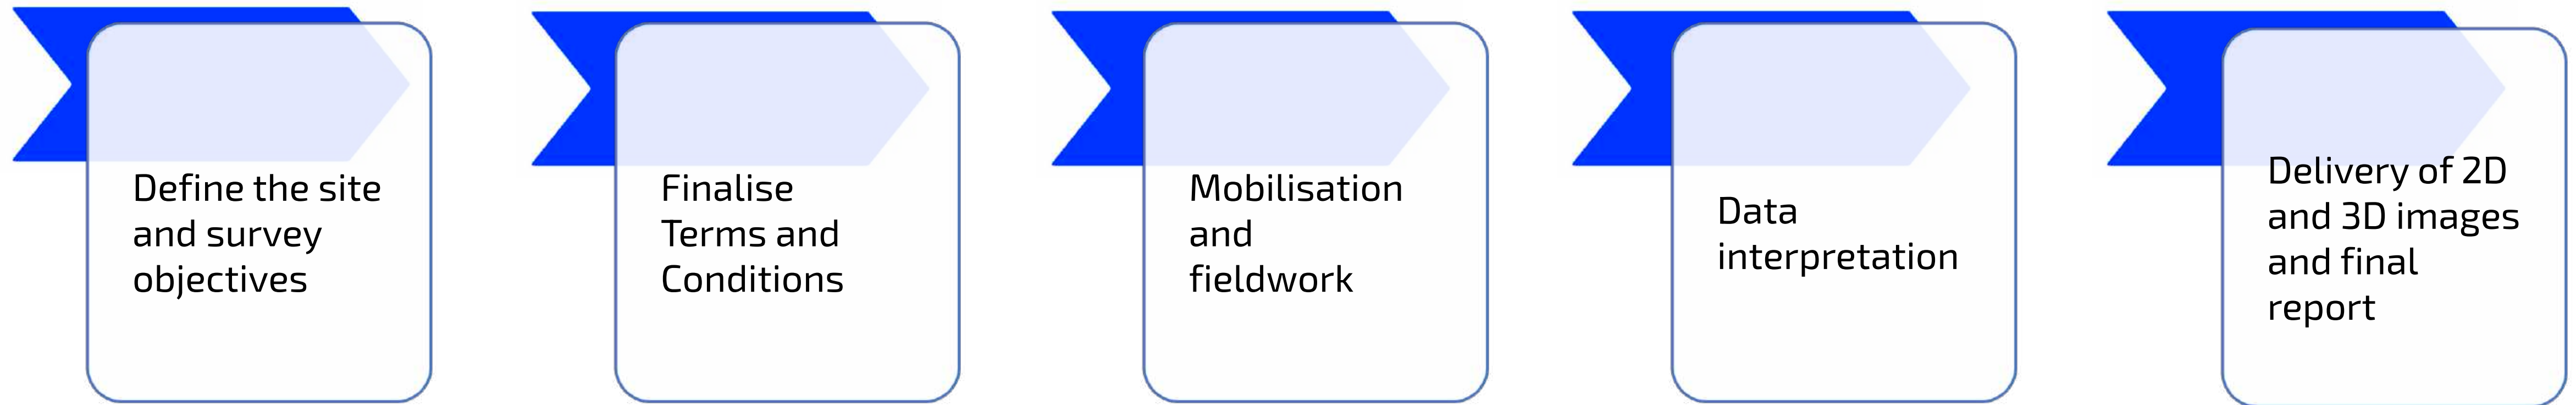 Define the site
and survey
objectives
Finalise
Terms and
Conditions
Mobilisation
and
fieldwork
Data
interpretation
Delivery of 2D
and 3D images
and final
report